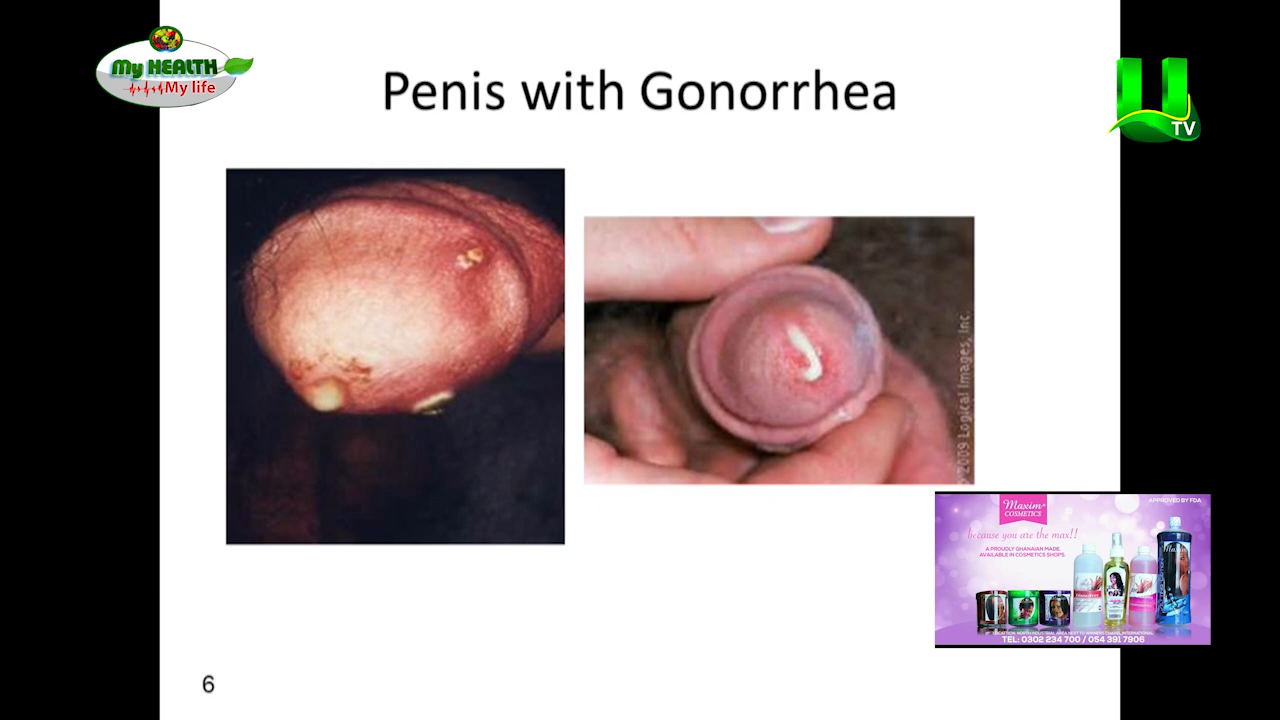 My HEALTH
My life
Penis with Gonorrhea
U
TV
2009 Logical Images, Inc.
Maxim
COSMETICS
APPROVED BY FDA
because you are the max!!
A PROUDLY GHANAIAN MADE.
AVAILABLE IN COSMETICS SHOPS.
TEL: 0302 234 700 / 054 391 7906
6